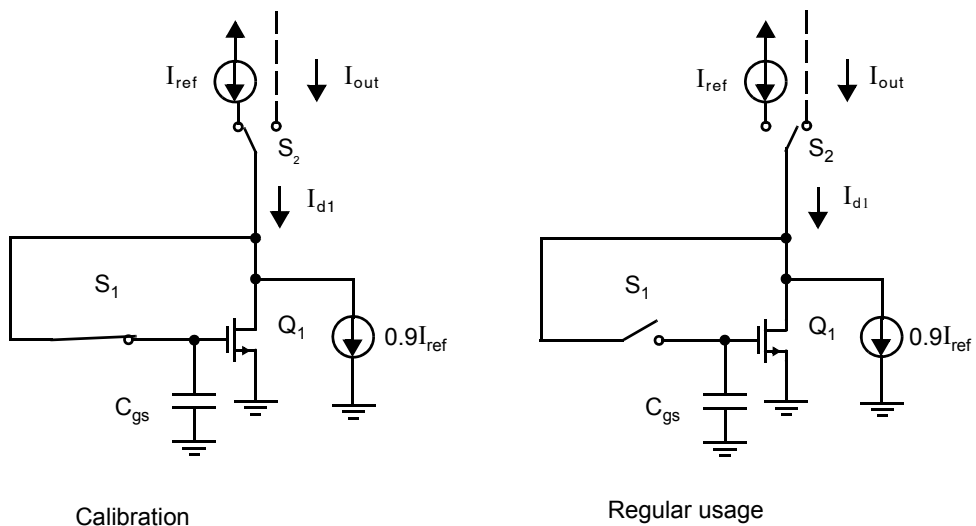 I_ref
I_out
S_2
I_d1
S_1
Q_1
0.9I_ref
C_gs
Calibration
I_ref
I_out
S_2
I_d1
S_1
Q_1
0.9I_ref
C_gs
Regular usage